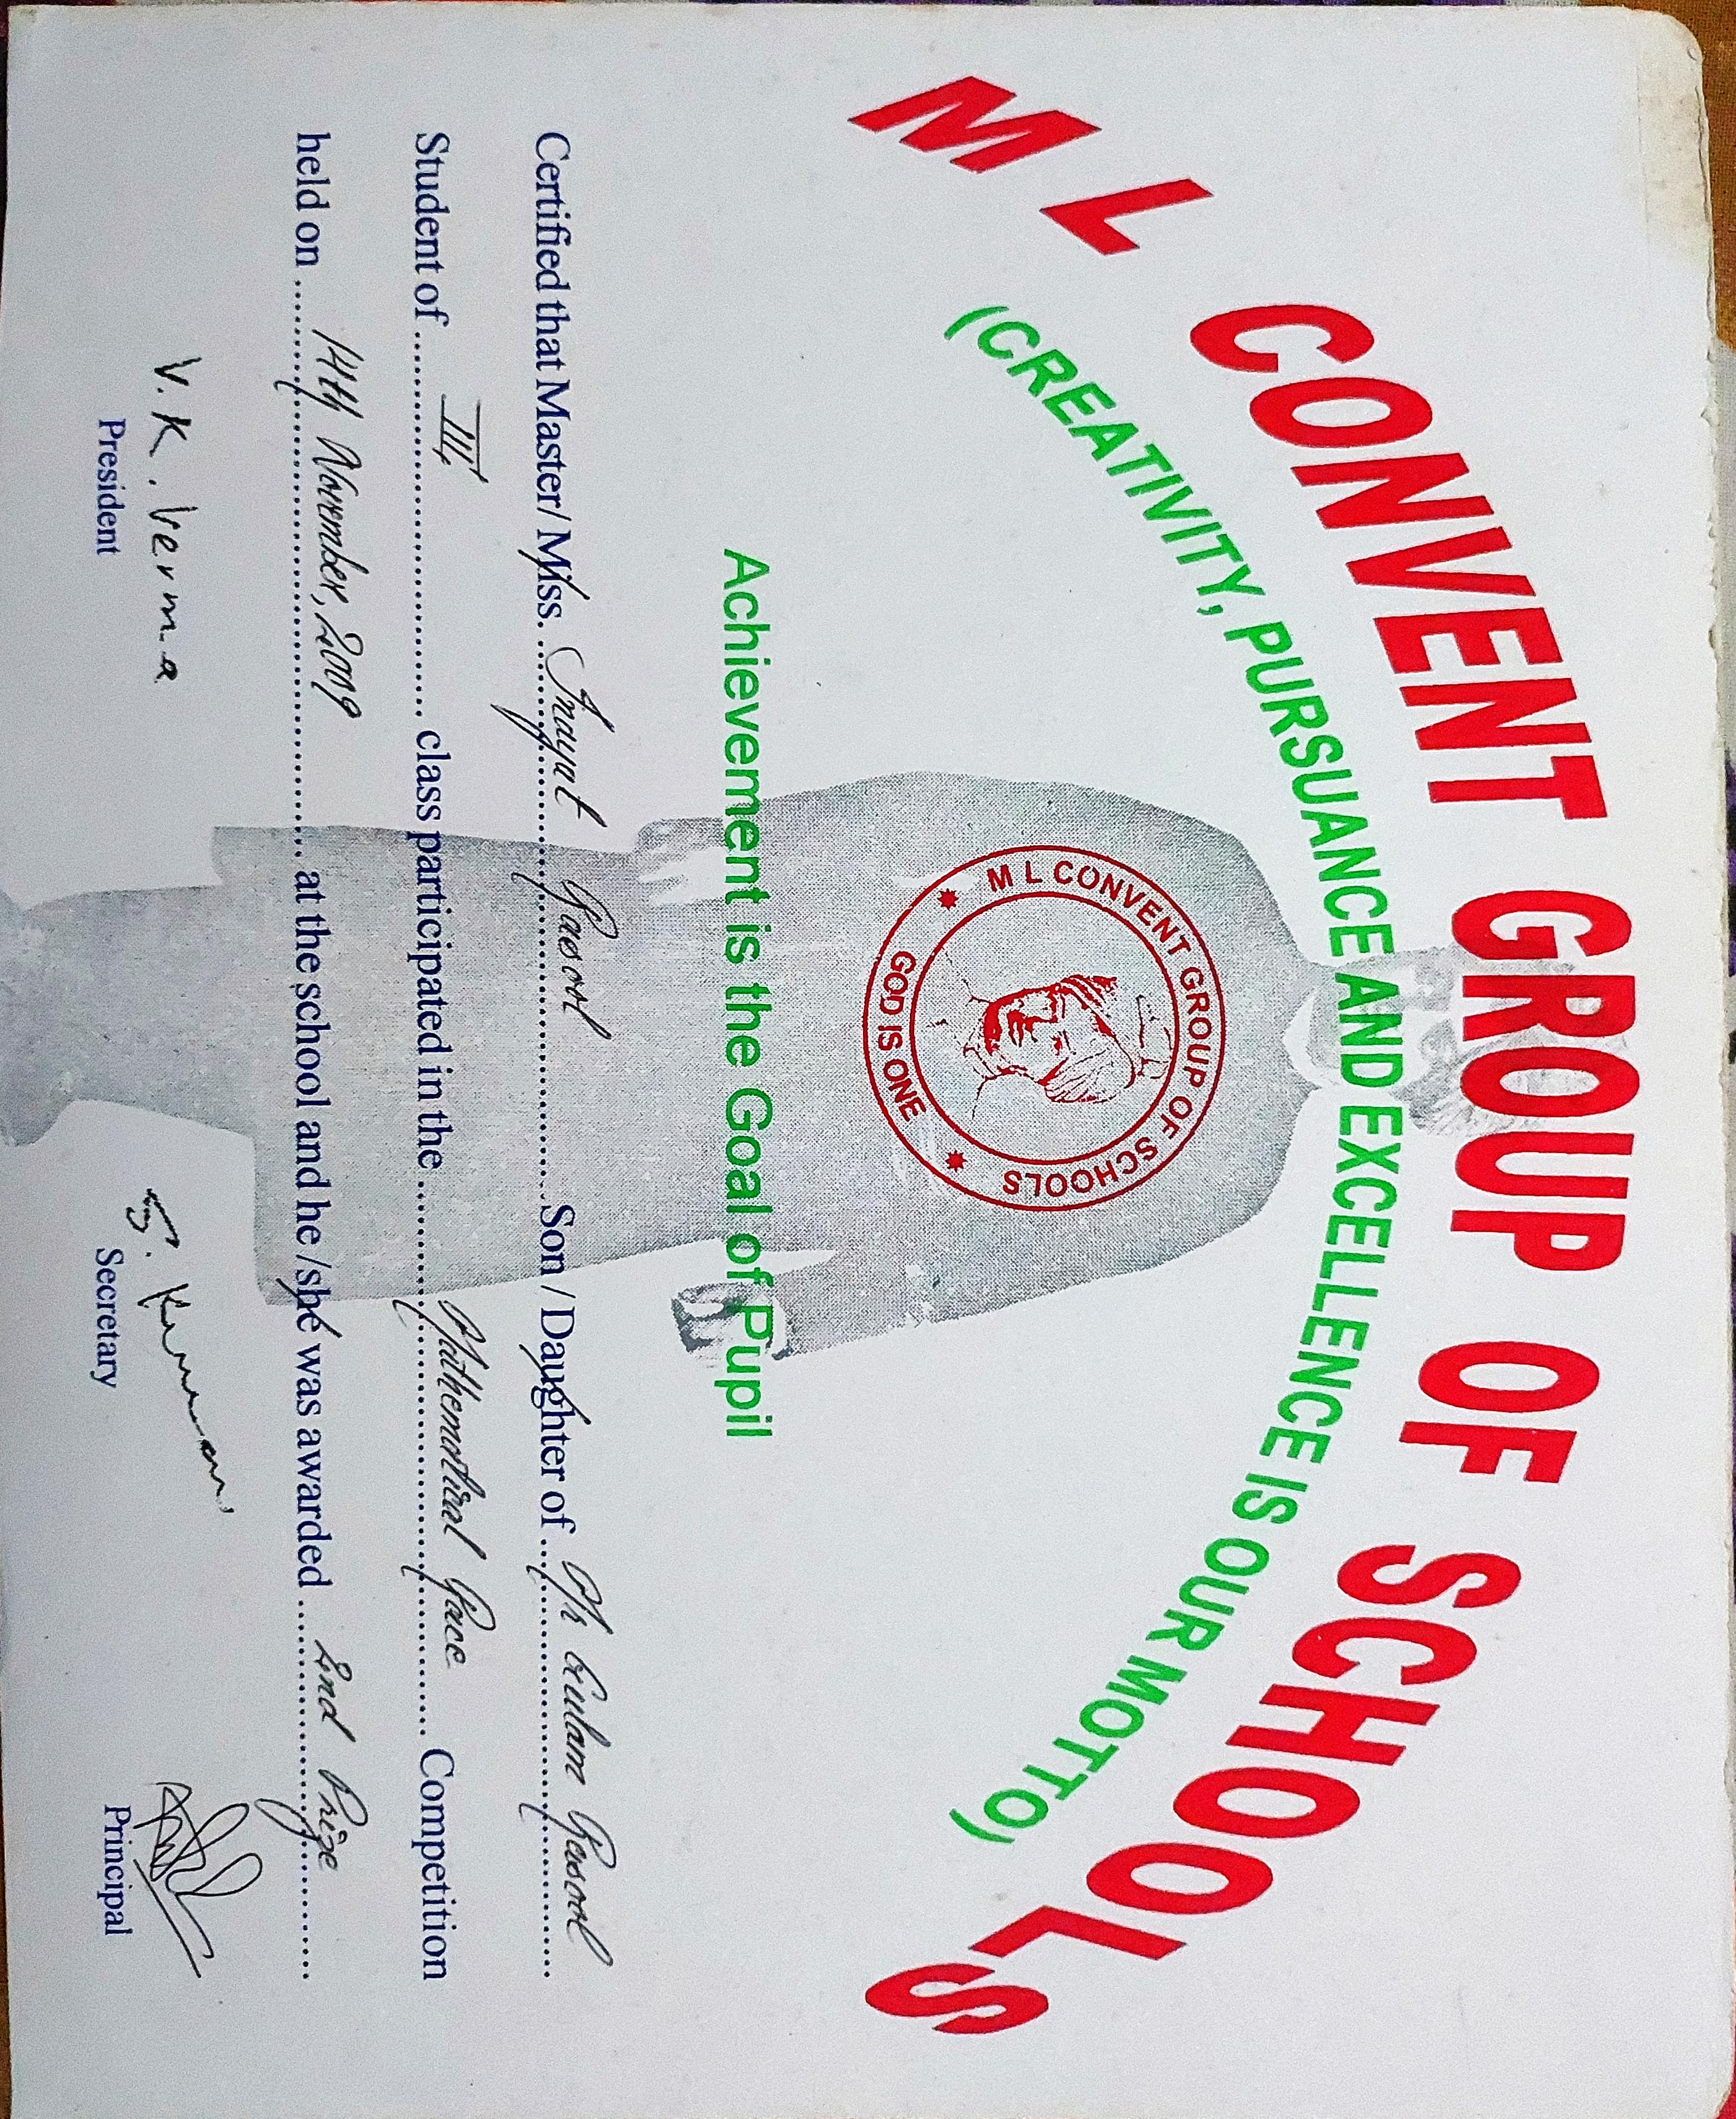 M L CONVENT GROUP OF SCHOOLS
(CREATIVITY, PURSUANCE AND EXCELLENCE IS OUR MOTTO)
M L CONVENT GROUP OF SCHOOLS
GOD IS ONE
Achievement is the Goal of Pupil
Certified that Master/ Miss. Inayat Rasool Son / Daughter of Mr Gulam Rasool
Student of III, class participated in the Mathematical Race Competition
held on 14th November, 2009 at the school and he /she was awarded 2nd Prize
V. K. Verma S. Kumar
President Secretary Principal